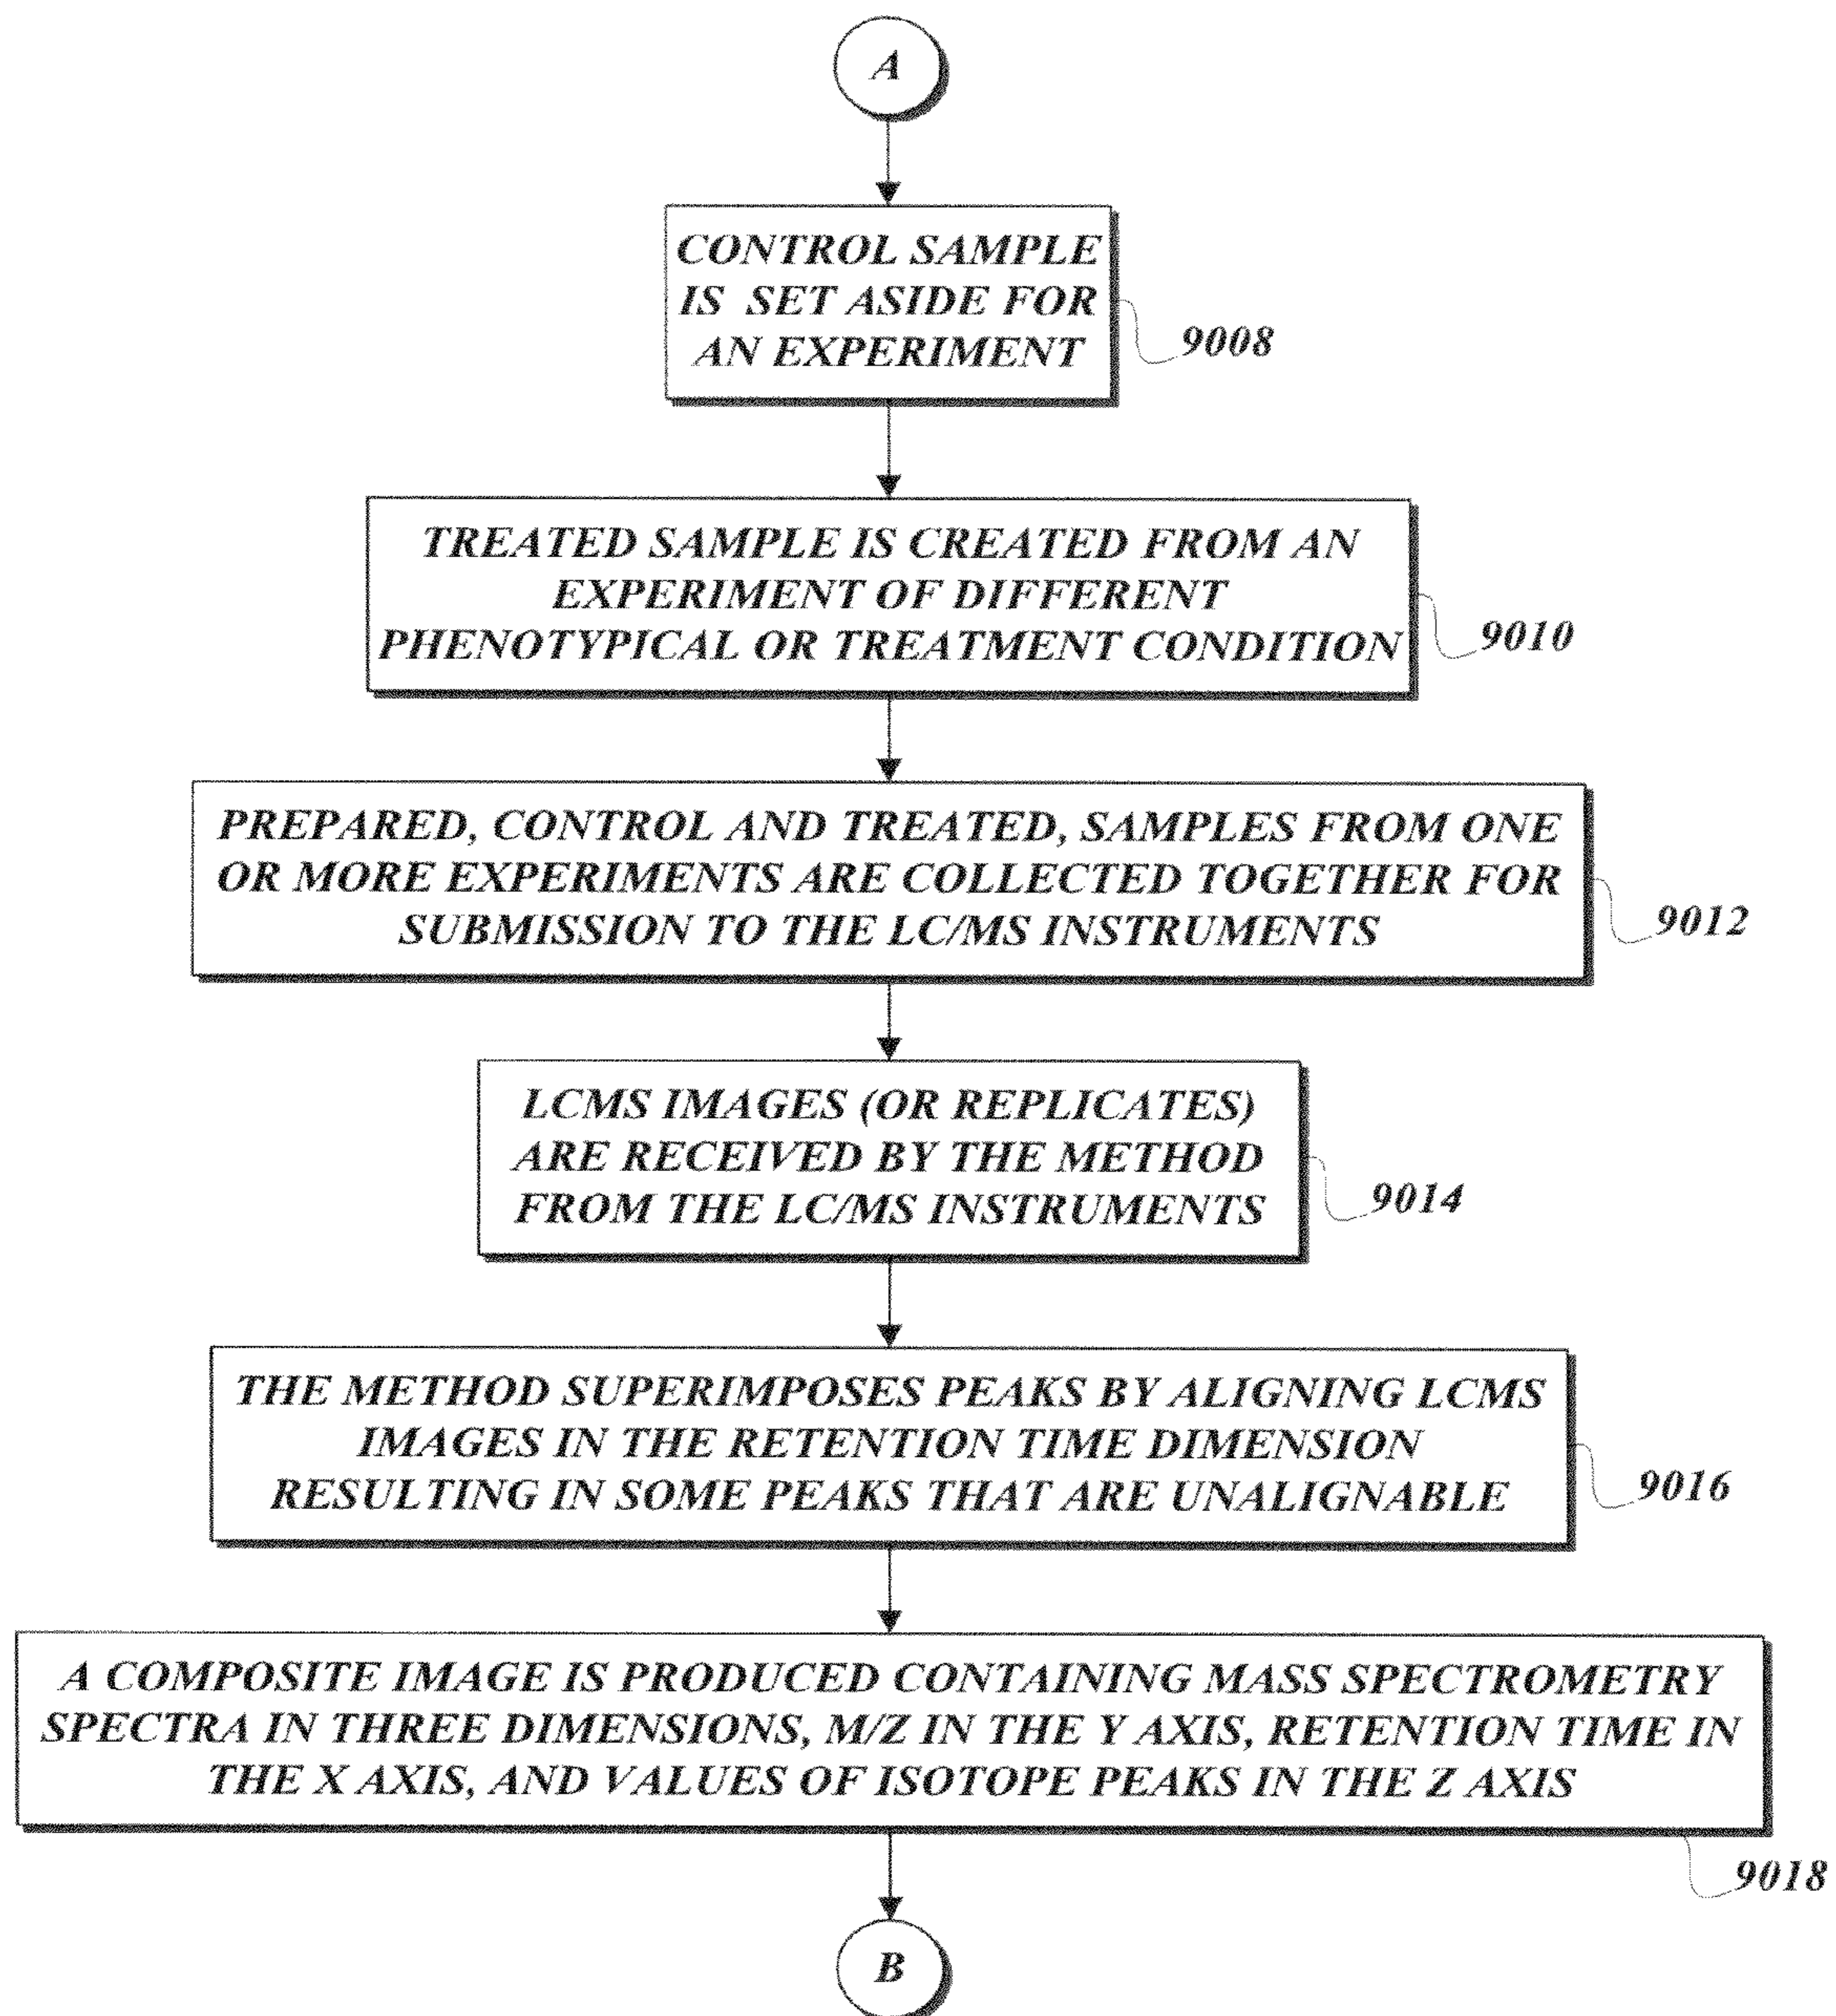 A
CONTROL SAMPLE
IS SET ASIDE FOR
AN EXPERIMENT
9008
TREATED SAMPLE IS CREATED FROM AN
EXPERIMENT OF DIFFERENT
PHENOTYPICAL OR TREATMENT CONDITION
9010
PREPARED, CONTROL AND TREATED, SAMPLES FROM ONE
OR MORE EXPERIMENTS ARE COLLECTED TOGETHER FOR
SUBMISSION TO THE LC/MS INSTRUMENTS
9012
LCMS IMAGES (OR REPLICATES)
ARE RECEIVED BY THE METHOD
FROM THE LC/MS INSTRUMENTS
9014
THE METHOD SUPERIMPOSES PEAKS BY ALIGNING LCMS
IMAGES IN THE RETENTION TIME DIMENSION
RESULTING IN SOME PEAKS THAT ARE UNALIGNABLE
9016
A COMPOSITE IMAGE IS PRODUCED CONTAINING MASS SPECTROMETRY
SPECTRA IN THREE DIMENSIONS, M/Z IN THE Y AXIS, RETENTION TIME IN
THE X AXIS, AND VALUES OF ISOTOPE PEAKS IN THE Z AXIS
9018
B